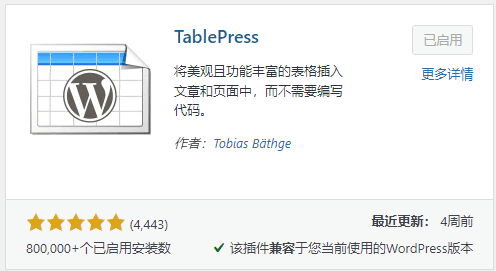 TablePress
已启用
更多详情
将美观且功能丰富的表格插入
文章和页面中，而不需要编写
代码。
作者：Tobias Bäthge
(4,443)
最近更新： 4周前
800,000+个已启用安装数
该插件兼容于您当前使用的WordPress版本